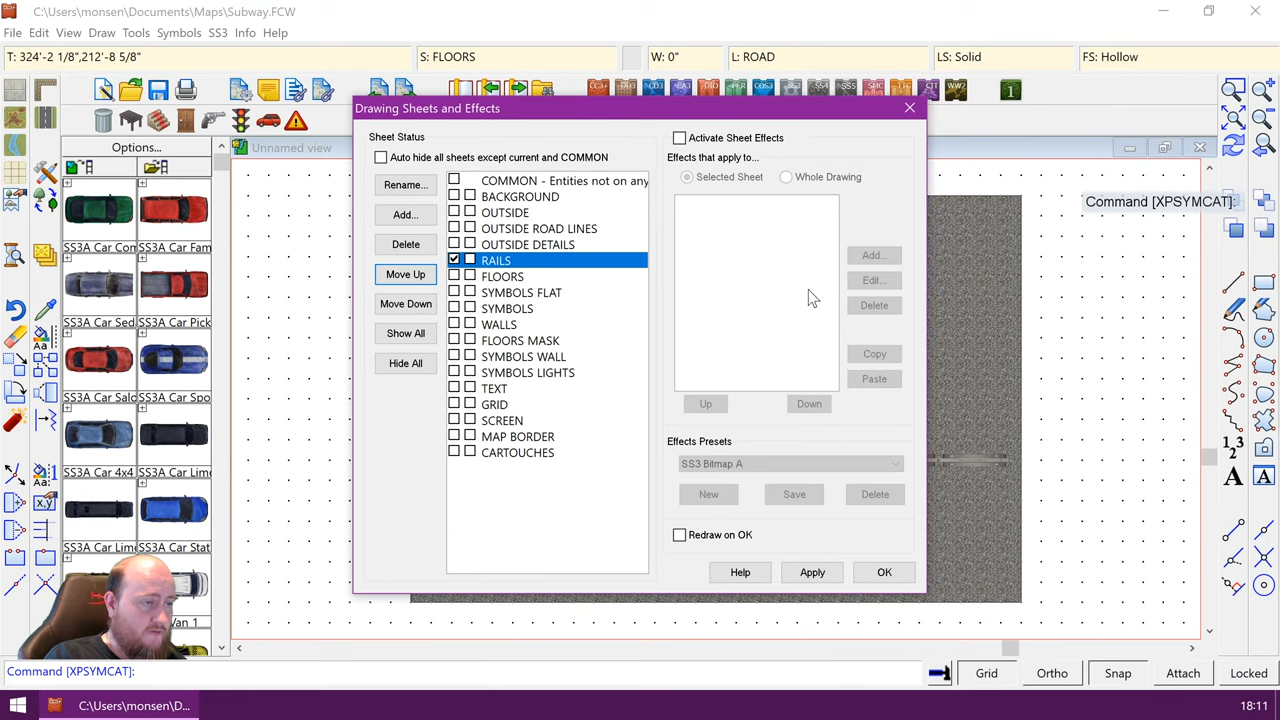 C:\Users\monsen\Documents\Maps\Subway.FCW
File Edit View Draw Tools Symbols SS3 Info Help
T: 324'-2 1/8",212'-8 5/8"
S: FLOORS
W: 0"
L: ROAD
LS: Solid
FS: Hollow
Options...
Unnamed view
Command [XPSYMCAT]:
SS3A Car Com
SS3A Car Fam
SS3A Car Sed
SS3A Car Pick
SS3A Car Salo
SS3A Car Spo
SS3A Car 4x4
SS3A Car Limo
SS3A Car Limo
SS3A Car Stat
Van 1
Drawing Sheets and Effects
Sheet Status
Auto hide all sheets except current and COMMON
Rename...
Add...
Delete
Move Up
Move Down
Show All
Hide All
COMMON - Entities not on any
BACKGROUND
OUTSIDE
OUTSIDE ROAD LINES
OUTSIDE DETAILS
RAILS
FLOORS
SYMBOLS FLAT
SYMBOLS
WALLS
FLOORS MASK
SYMBOLS WALL
SYMBOLS LIGHTS
TEXT
GRID
SCREEN
MAP BORDER
CARTOUCHES
Activate Sheet Effects
Effects that apply to...
Selected Sheet
Whole Drawing
Add...
Edit...
Delete
Copy
Paste
Up
Down
Effects Presets
SS3 Bitmap A
New
Save
Delete
Redraw on OK
Help
Apply
OK
Command [XPSYMCAT]:
Grid
Ortho
Snap
Attach
Locked
C:\Users\monsen\D...
18:11